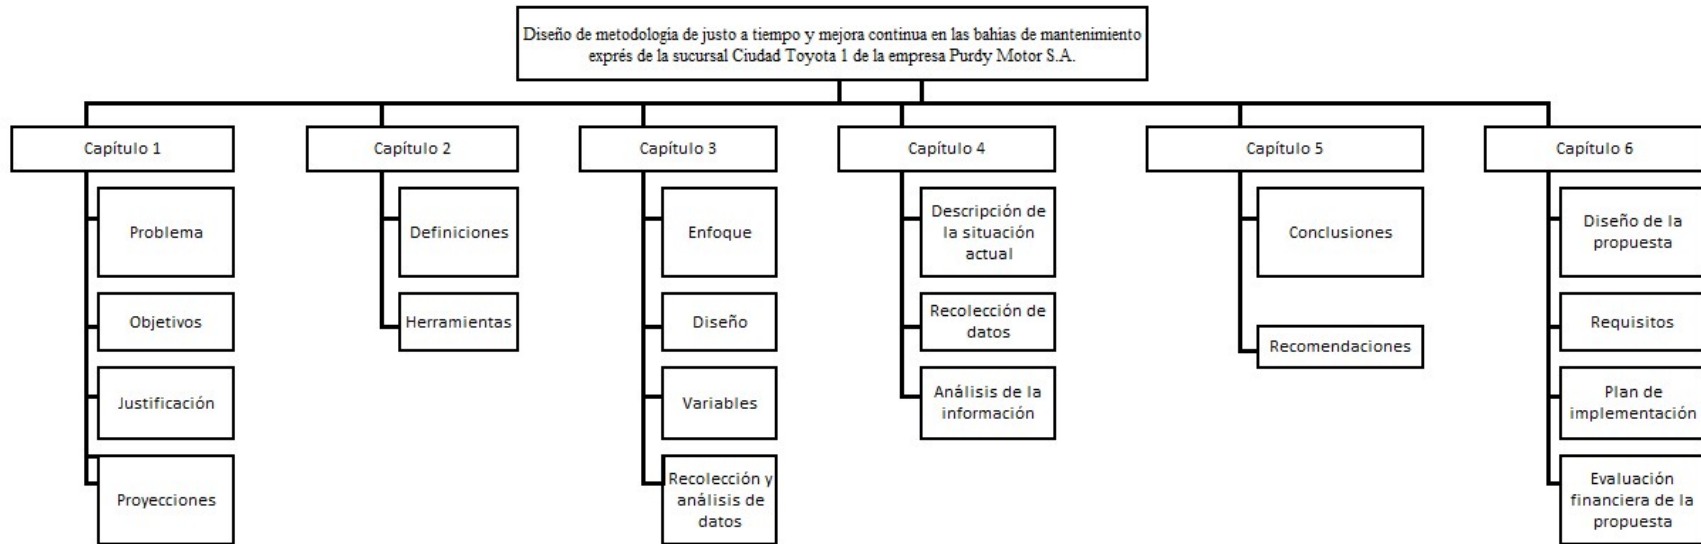 Diseño de metodología de justo a tiempo y mejora continua en las bahías de mantenimiento
exprés de la sucursal Ciudad Toyota 1 de la empresa Purdy Motor S.A.
Capítulo 1
Problema
Objetivos
Justificación
Proyecciones
Capítulo 2
Definiciones
Herramientas
Capítulo 3
Enfoque
Diseño
Variables
Recolección y
análisis de
datos
Capítulo 4
Descripción de
la situación
actual
Recolección de
datos
Análisis de la
información
Capítulo 5
Conclusiones
Recomendaciones
Capítulo 6
Diseño de la
propuesta
Requisitos
Plan de
implementación
Evaluación
financiera de la
propuesta